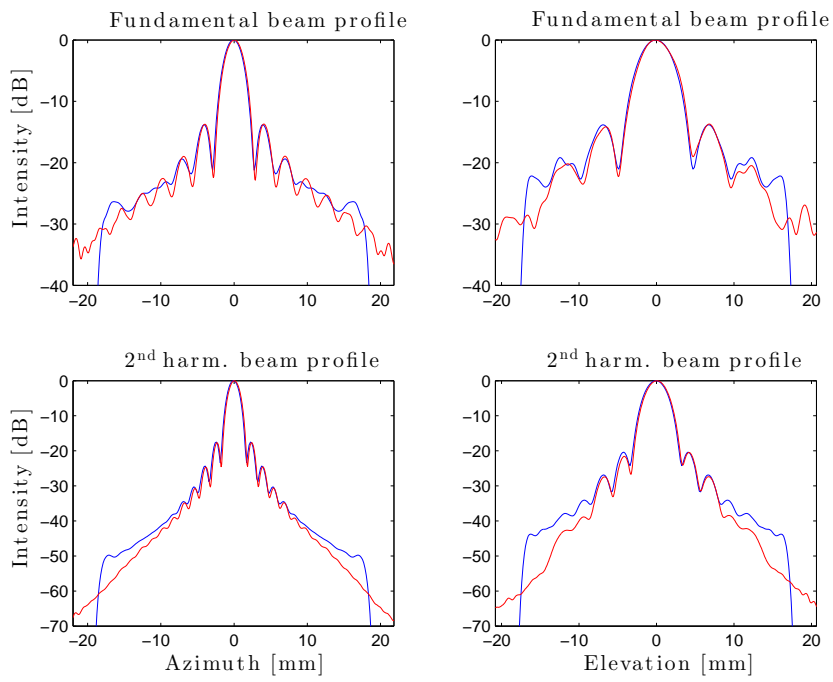 Fundamental beam profile
Intensity [dB]
0
−10
−20
−30
−40
−20 −10 0 10 20
Fundamental beam profile
0
−10
−20
−30
−40
−20 −10 0 10 20
2nd harm. beam profile
Intensity [dB]
0
−10
−20
−30
−40
−50
−60
−70
−20 −10 0 10 20
Azimuth [mm]
2nd harm. beam profile
0
−10
−20
−30
−40
−50
−60
−70
−20 −10 0 10 20
Elevation [mm]